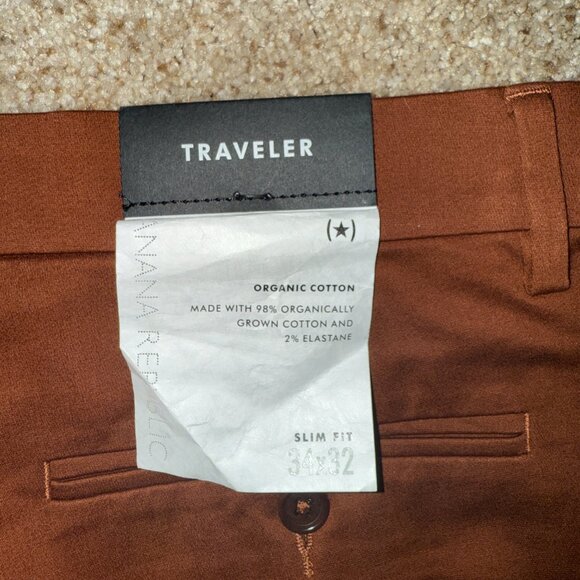 TRAVELER
(★)
ANANA REPUBLIC
ORGANIC COTTON
MADE WITH 98% ORGANICALLY
GROWN COTTON AND
2% ELASTANE
SLIM FIT
34x32